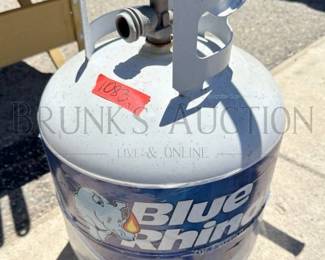 1083
BRUNK'S AUCTION
LIVE & ONLINE
Blue
Rhino